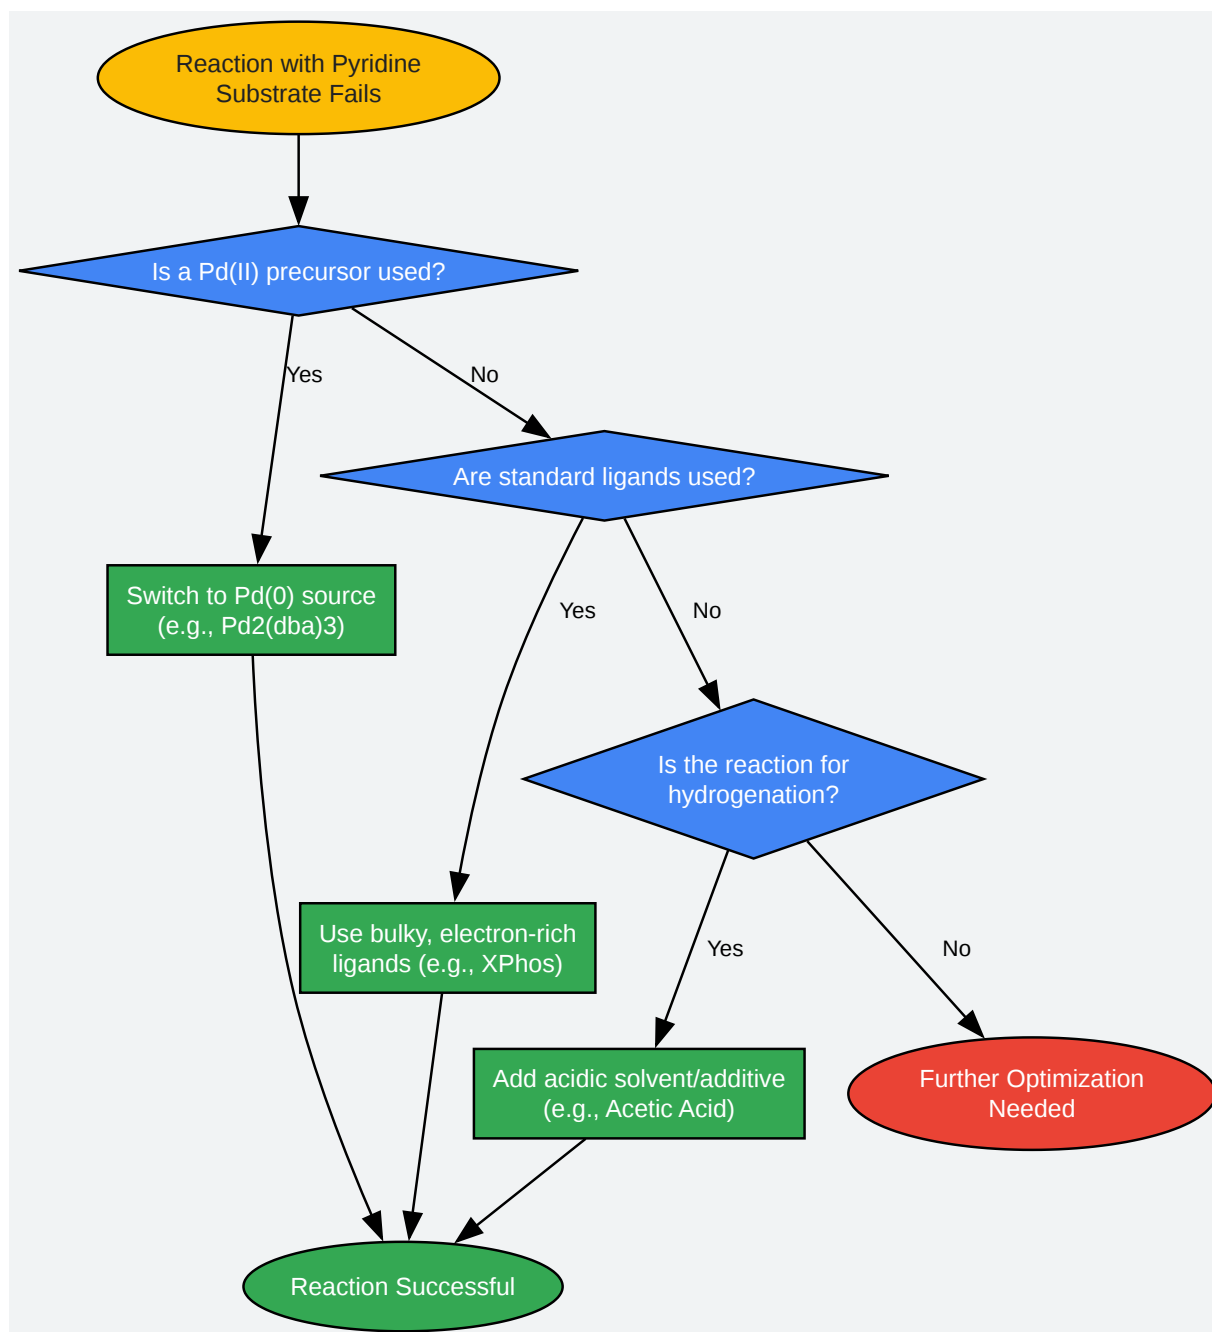 Reaction with Pyridine
Substrate Fails
Is a Pd(II) precursor used?
Yes
No
Are standard ligands used?
Switch to Pd(0) source
(e.g., Pd2(dba)3)
Yes
No
Is the reaction for
hydrogenation?
Use bulky, electron-rich
ligands (e.g., XPhos)
Yes
No
Add acidic solvent/additive
(e.g., Acetic Acid)
Further Optimization
Needed
Reaction Successful